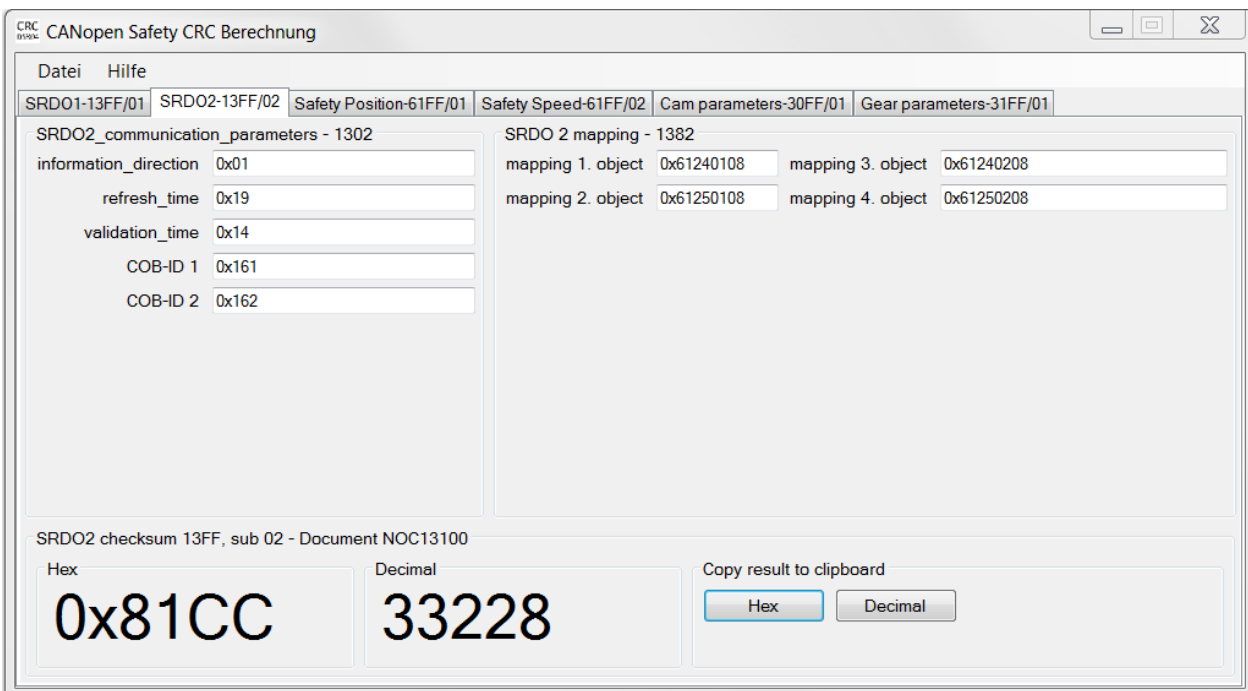 CRC CANopen Safety CRC Berechnung
Datei Hilfe
SRDO1-13FF/01 SRDO2-13FF/02 Safety Position-61FF/01 Safety Speed-61FF/02 Cam parameters-30FF/01 Gear parameters-31FF/01
SRDO2_communication_parameters - 1302
information_direction 0x01
refresh_time 0x19
validation_time 0x14
COB-ID 1 0x161
COB-ID 2 0x162
SRDO 2 mapping - 1382
mapping 1. object 0x61240108 mapping 3. object 0x61240208
mapping 2. object 0x61250108 mapping 4. object 0x61250208
SRDO2 checksum 13FF, sub 02 - Document NOC13100
Hex
0x81CC
Decimal
33228
Copy result to clipboard
Hex Decimal